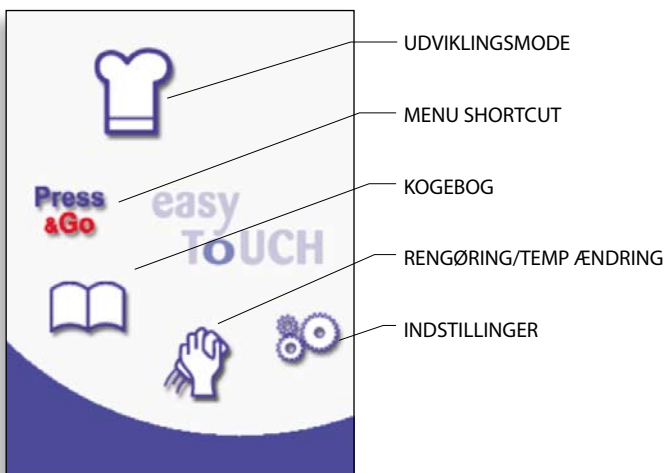 UDVIKLINGSMODE
MENU SHORTCUT
Press
&Go
easy
ToUCH
KOGEBOG
RENGØRING/TEMP ÆNDRING
INDSTILLINGER